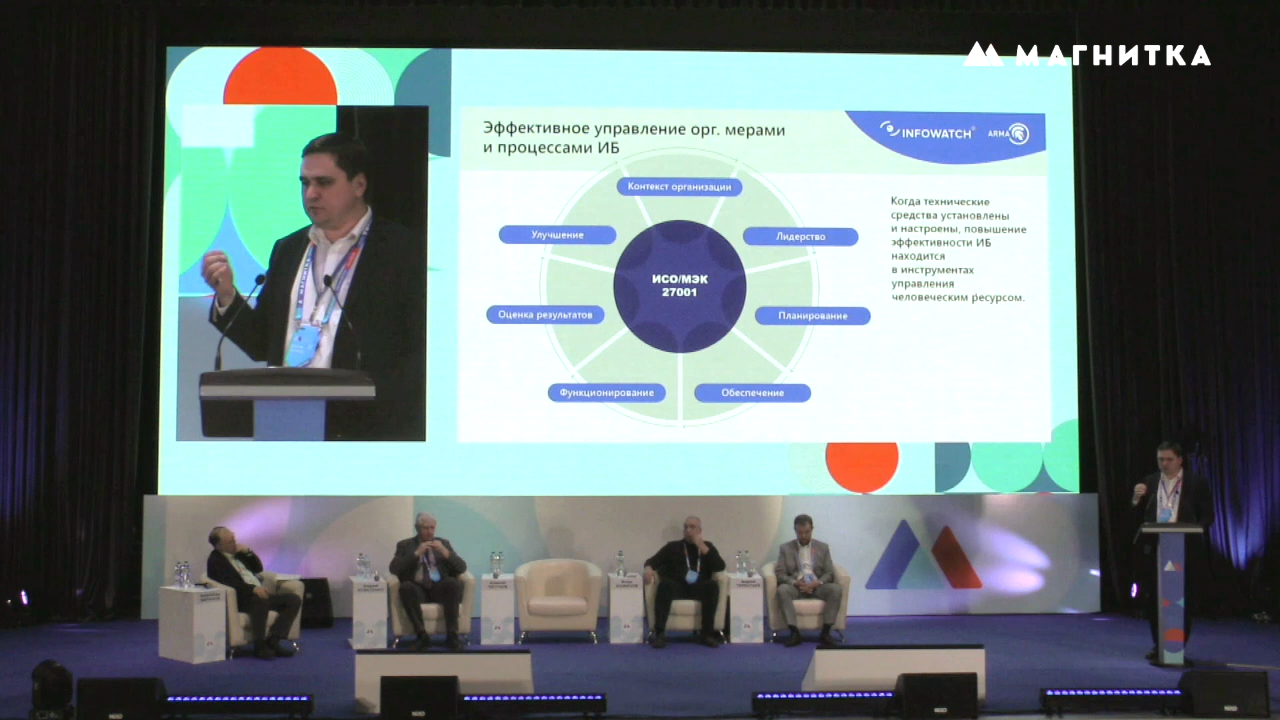 МАГНИТКА
Эффективное управление орг. мерами
и процессами ИБ
INFOWATCH
ARMA
Контекст организации
Улучшение
Лидерство
ИСО/МЭК
27001
Оценка результатов
Планирование
Функционирование
Обеспечение
Когда технические
средства установлены
и настроены, повышение
эффективности ИБ
находится
в инструментах
управления
человеческим ресурсом.